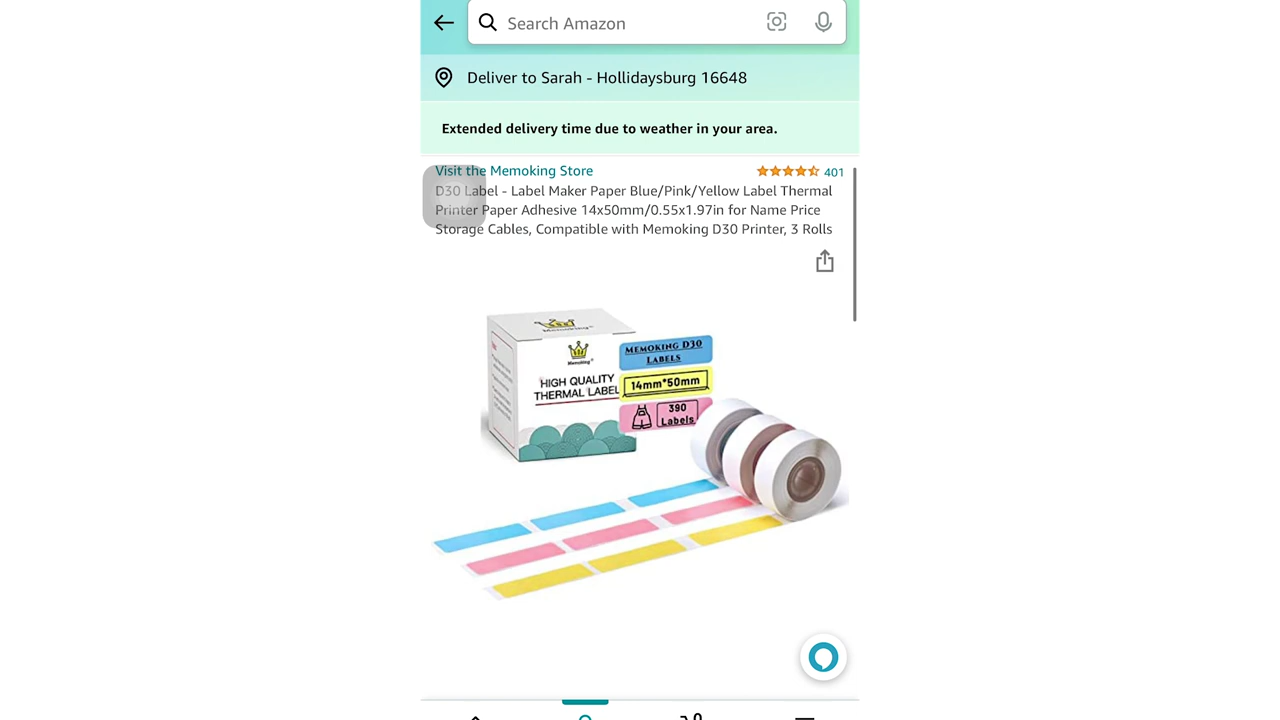 Search Amazon
Deliver to Sarah - Hollidaysburg 16648
Extended delivery time due to weather in your area.
Visit the Memoking Store
401
D30 Label - Label Maker Paper Blue/Pink/Yellow Label Thermal
Printer Paper Adhesive 14x50mm/0.55x1.97in for Name Price
Storage Cables, Compatible with Memoking D30 Printer, 3 Rolls
Memoking
Memoking
HIGH QUALITY
THERMAL LABEL
MEMOKING D30
LABELS
14mm*50mm
390
Labels